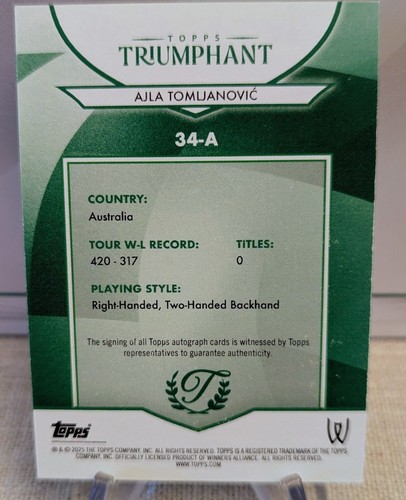 TOPPS
TRIUMPHANT
AJLA TOMLJANOVIĆ
34-A
COUNTRY:
Australia
TOUR W-L RECORD: TITLES:
420 - 317 0
PLAYING STYLE:
Right-Handed, Two-Handed Backhand
The signing of all Topps autograph cards is witnessed by Topps
representatives to guarantee authenticity.
T
topps W
® & © 2025 THE TOPPS COMPANY, INC. ALL RIGHTS RESERVED. TOPPS IS A REGISTERED TRADEMARK OF THE TOPPS
COMPANY, INC. OFFICIALLY LICENSED PRODUCT OF WINNERS ALLIANCE. ALL RIGHTS RESERVED.
WWW.TOPPS.COM